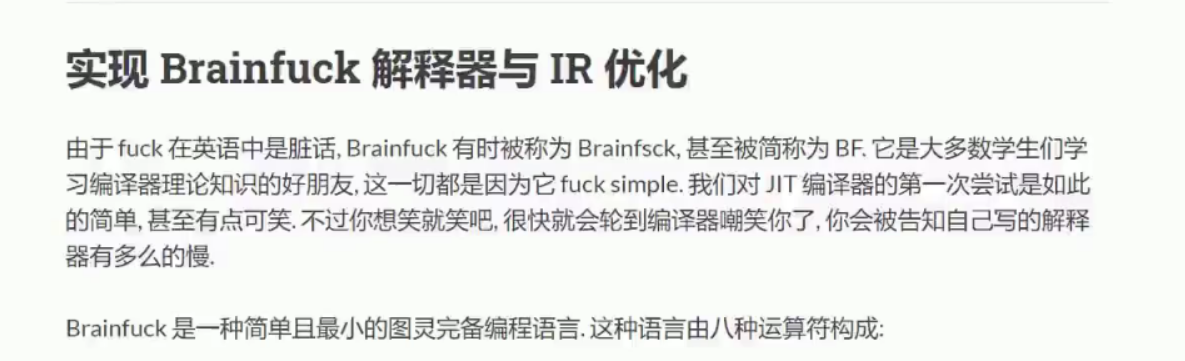 实现 Brainfuck 解释器与 IR 优化
由于 fuck 在英语中是脏话, Brainfuck 有时被称为 Brainfsck, 甚至被简称为 BF. 它是大多数学生们学
习编译器理论知识的好朋友, 这一切都是因为它 fuck simple. 我们对 JIT 编译器的第一次尝试是如此
的简单, 甚至有点可笑. 不过你想笑就笑吧, 很快就会轮到编译器嘲笑你了, 你会被告知自己写的解释
器有多么的慢.
Brainfuck 是一种简单且最小的图灵完备编程语言. 这种语言由八种运算符构成: